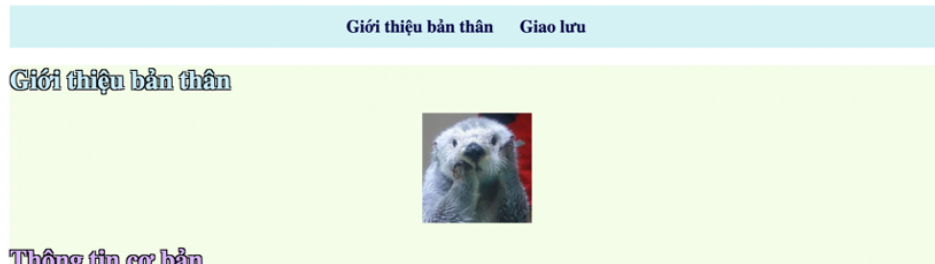 Giới thiệu bản thân Giao lưu
Giới thiệu bản thân
Thông tin cơ bản